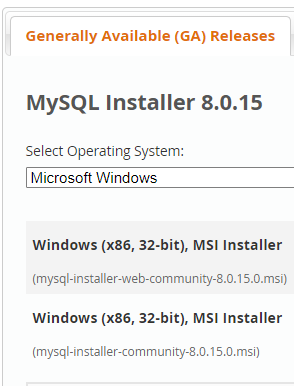 Generally Available (GA) Releases
MySQL Installer 8.0.15
Select Operating System:
Microsoft Windows
Windows (x86, 32-bit), MSI Installer
(mysql-installer-web-community-8.0.15.0.msi)
Windows (x86, 32-bit), MSI Installer
(mysql-installer-community-8.0.15.0.msi)